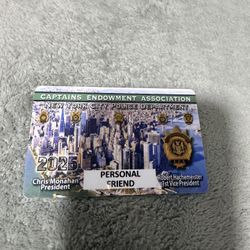 CAPTAINS ENDOWMENT ASSOCIATION
NEW YORK CITY POLICE DEPARTMENT
2025
Chris Monahan
President
PERSONAL
FRIEND
Robert Hachemeister
1st Vice President